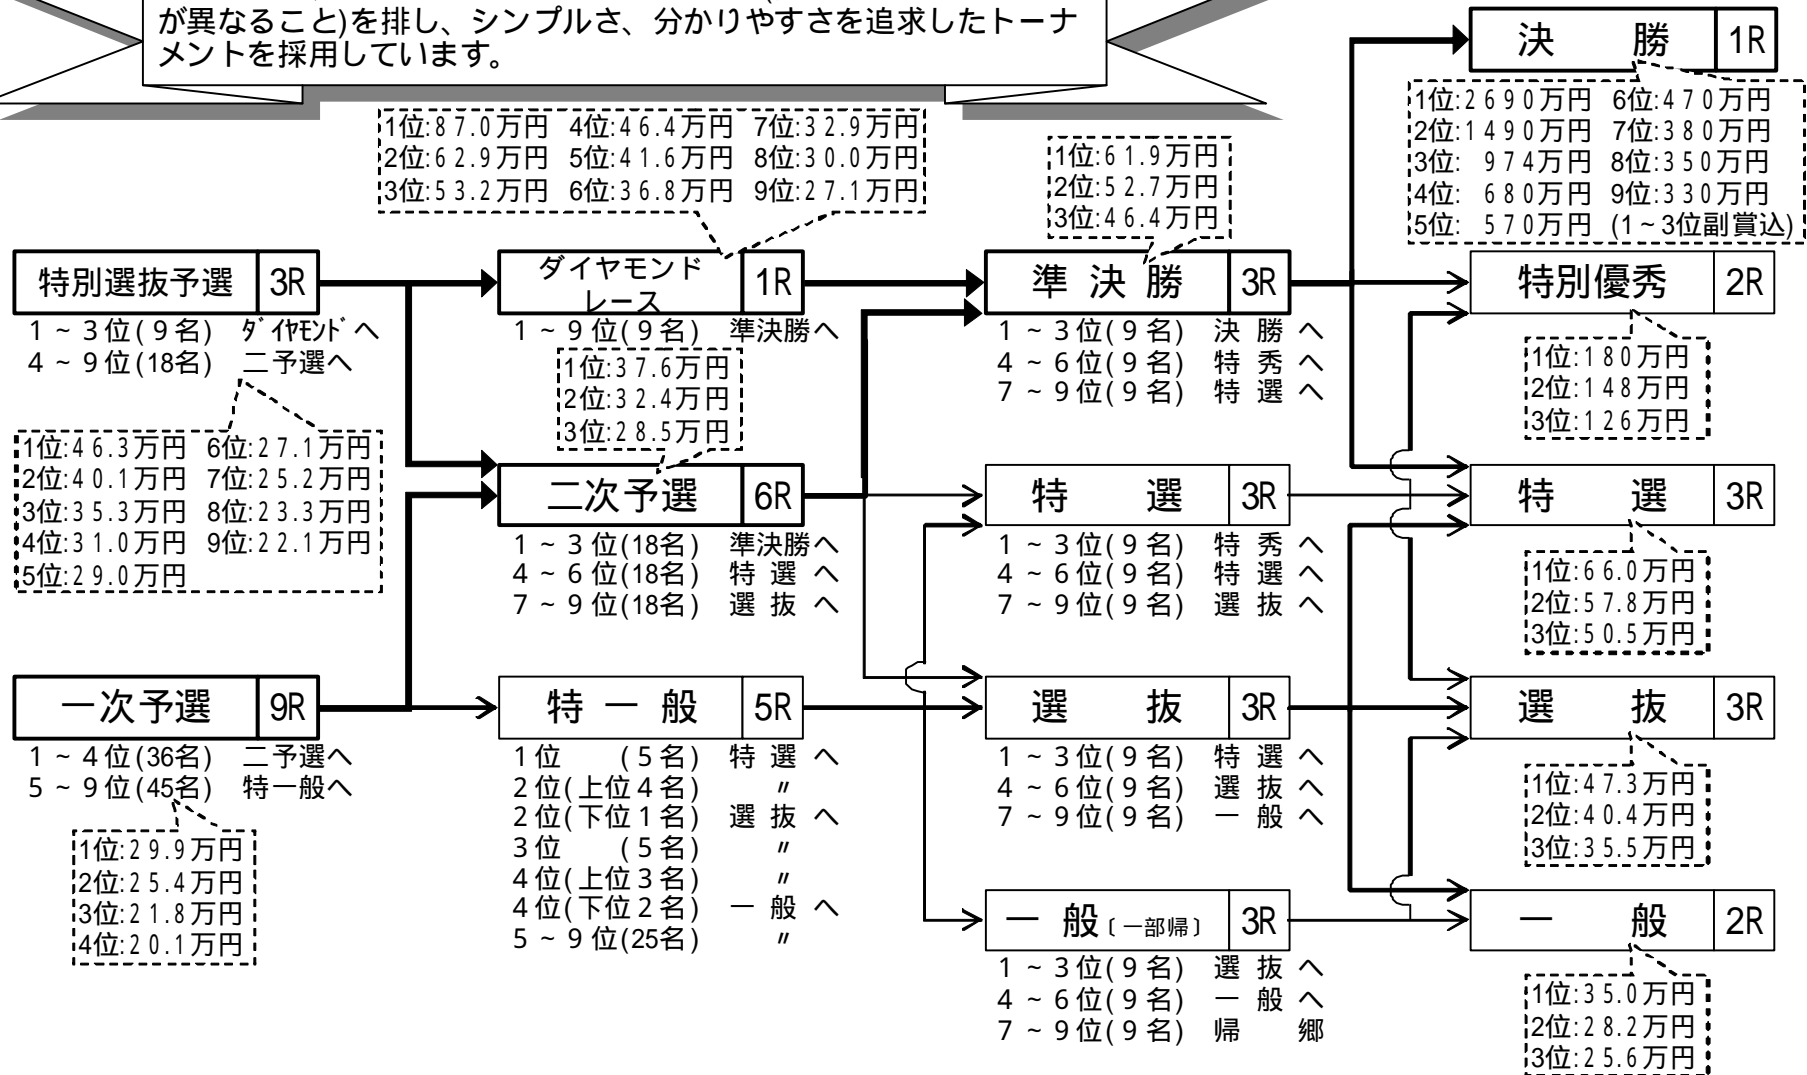 が異なること)を排し、シンプルさ、分かりやすさを追求したトーナ
メントを採用しています。
決 勝 1R
1位:2690万円 6位:470万円
2位:1490万円 7位:380万円
3位: 974万円 8位:350万円
4位: 680万円 9位:330万円
5位: 570万円 (1~3位副賞込)
1位:87.0万円 4位:46.4万円 7位:32.9万円
2位:62.9万円 5位:41.6万円 8位:30.0万円
3位:53.2万円 6位:36.8万円 9位:27.1万円
1位:61.9万円
2位:52.7万円
3位:46.4万円
特別選抜予選 3R
1~3位(9名) ダイヤモンドへ
4~9位(18名) 二予選へ
1位:46.3万円 6位:27.1万円
2位:40.1万円 7位:25.2万円
3位:35.3万円 8位:23.3万円
4位:31.0万円 9位:22.1万円
5位:29.0万円
ダイヤモンド
レース
1R
1~9位(9名) 準決勝へ
1位:37.6万円
2位:32.4万円
3位:28.5万円
準 決 勝 3R
1~3位(9名) 決 勝 へ
4~6位(9名) 特 秀 へ
7~9位(9名) 特 選 へ
特別優秀 2R
1位:180万円
2位:148万円
3位:126万円
二次予選 6R
1~3位(18名) 準決勝へ
4~6位(18名) 特 選 へ
7~9位(18名) 選 抜 へ
特 選 3R
1~3位(9名) 特 秀 へ
4~6位(9名) 特 選 へ
7~9位(9名) 選 抜 へ
特 選 3R
1位:66.0万円
2位:57.8万円
3位:50.5万円
一次予選 9R
1~4位(36名) 二予選へ
5~9位(45名) 特一般へ
1位:29.9万円
2位:25.4万円
3位:21.8万円
4位:20.1万円
特 一 般 5R
1位 (5名) 特 選 へ
2位(上位4名) 〃
2位(下位1名) 選 抜 へ
3位 (5名) 〃
4位(上位3名) 〃
4位(下位2名) 一 般 へ
5~9位(25名) 〃
選 抜 3R
1~3位(9名) 特 選 へ
4~6位(9名) 選 抜 へ
7~9位(9名) 一 般 へ
選 抜 3R
1位:47.3万円
2位:40.4万円
3位:35.5万円
一 般〔一部帰〕 3R
1~3位(9名) 選 抜 へ
4~6位(9名) 一 般 へ
7~9位(9名) 帰 郷
一 般 2R
1位:35.0万円
2位:28.2万円
3位:25.6万円